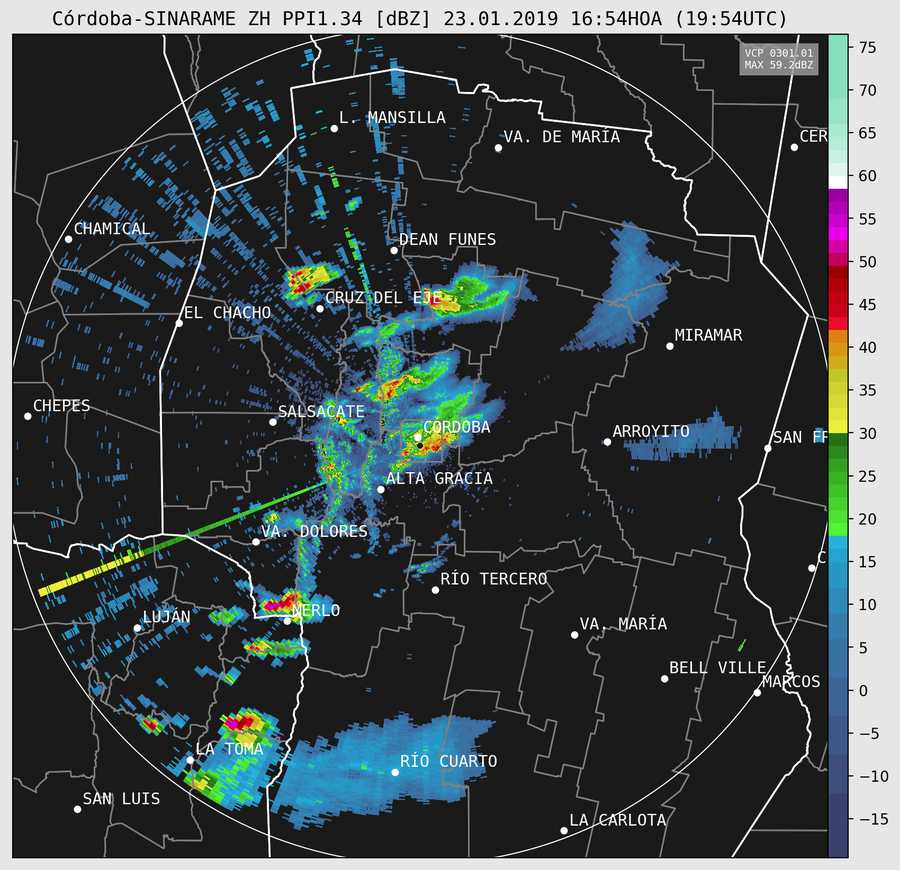 Córdoba-SINARAME ZH PPI1.34 [dBZ] 23.01.2019 16:54HOA (19:54UTC)
VCP 0301.01
MAX 59.2dBZ
L. MANSILLA
VA. DE MARÍA
CER
CHAMICAL
DEAN FUNES
CRUZ DEL EJE
EL CHACHO
MIRAMAR
CHEPES
SALSACATE
CÓRDOBA
ARROYITO
SAN FR
ALTA GRACIA
VA. DOLORES
C
RÍO TERCERO
LUJÁN
MERLO
VA. MARÍA
BELL VILLE
MARCOS
LA TOMA
RÍO CUARTO
SAN LUIS
LA CARLOTA
75
70
65
60
55
50
45
40
35
30
25
20
15
10
5
0
−5
−10
−15